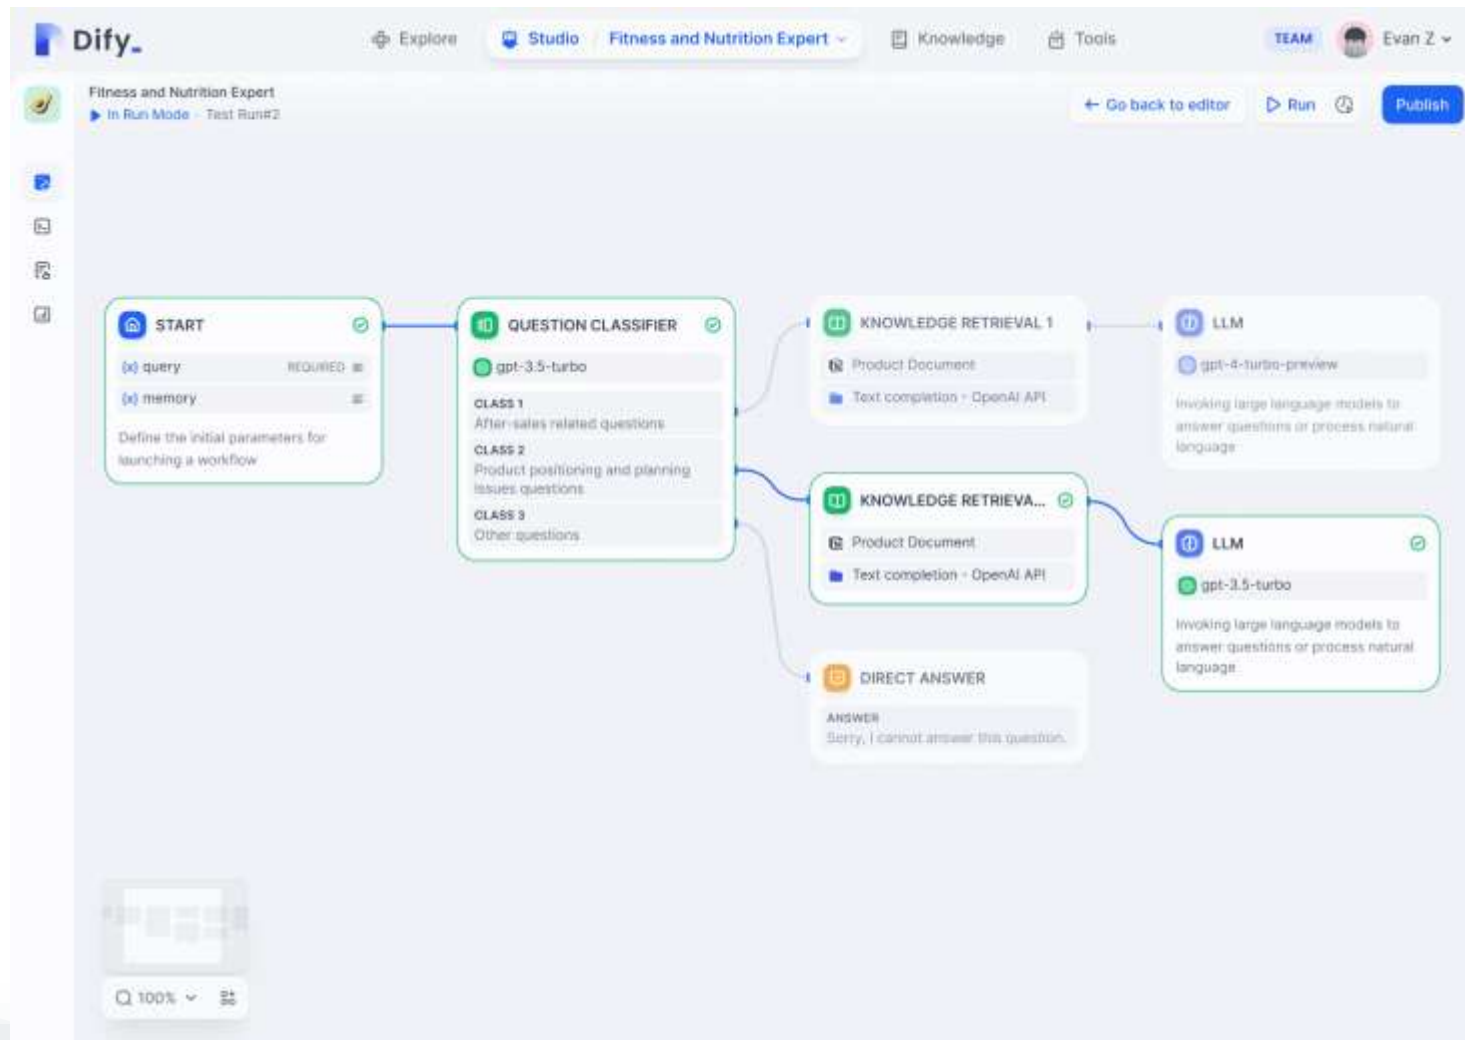 Dify_
Explore
Studio / Fitness and Nutrition Expert
Knowledge
Tools
TEAM
Evan Z
Fitness and Nutrition Expert
In Run Mode · Test Run#2
Go back to editor
Run
Publish
START
{x} query REQUIRED
{x} memory
Define the initial parameters for
launching a workflow
QUESTION CLASSIFIER
gpt-3.5-turbo
CLASS 1
After-sales related questions
CLASS 2
Product positioning and planning
issues questions
CLASS 3
Other questions
KNOWLEDGE RETRIEVAL 1
Product Document
Text completion - OpenAI API
LLM
gpt-4-turbo-preview
Invoking large language models to
answer questions or process natural
language
KNOWLEDGE RETRIEVA...
Product Document
Text completion - OpenAI API
LLM
gpt-3.5-turbo
Invoking large language models to
answer questions or process natural
language
DIRECT ANSWER
ANSWER
Sorry, I cannot answer this question.
100%